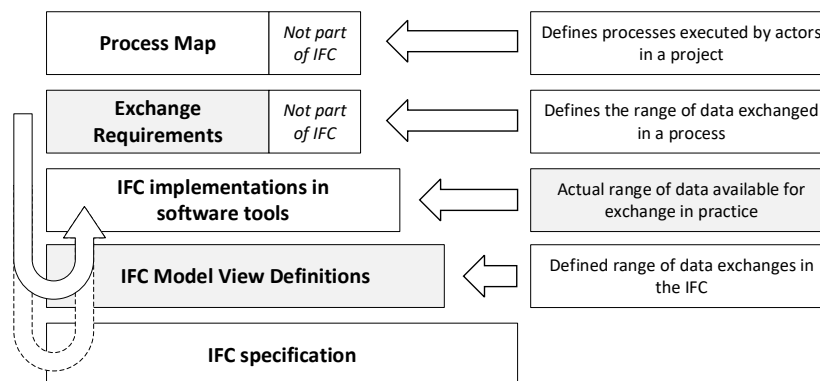 Process Map
Not part
of IFC
Defines processes executed by actors
in a project
Exchange
Requirements
Not part
of IFC
Defines the range of data exchanged
in a process
IFC implementations in
software tools
Actual range of data available for
exchange in practice
IFC Model View Definitions
Defined range of data exchanges in
the IFC
IFC specification